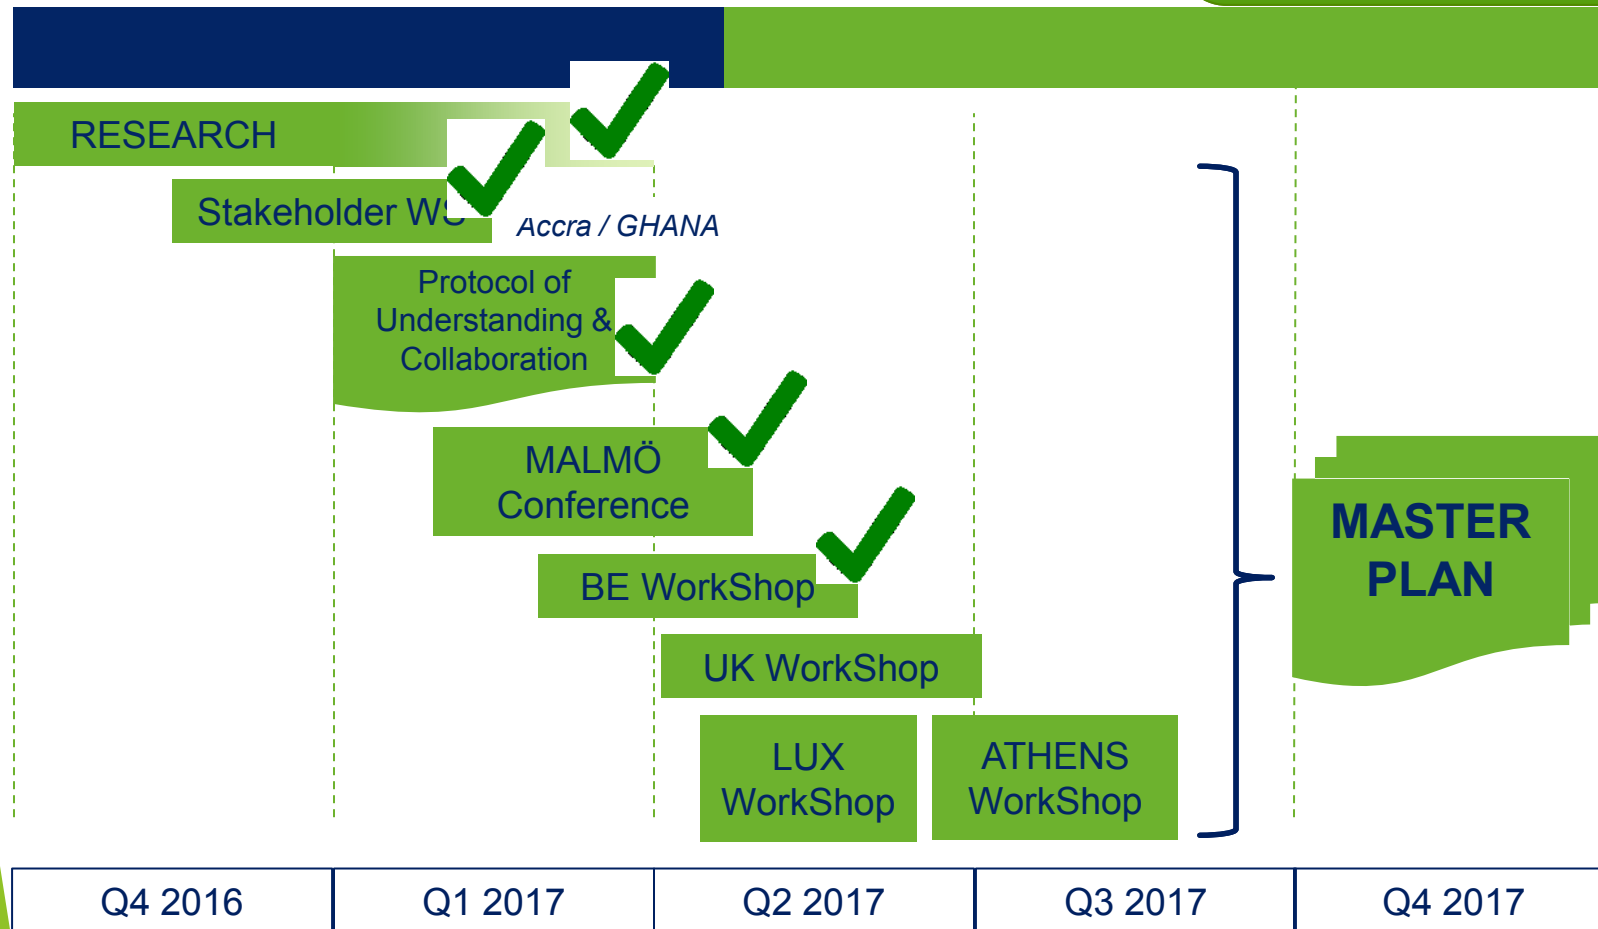 RESEARCH
Stakeholder WS
Accra / GHANA
Protocol of
Understanding &
Collaboration
MALMÖ
Conference
BE WorkShop
UK WorkShop
LUX
WorkShop
ATHENS
WorkShop
MASTER
PLAN
Q4 2016
Q1 2017
Q2 2017
Q3 2017
Q4 2017